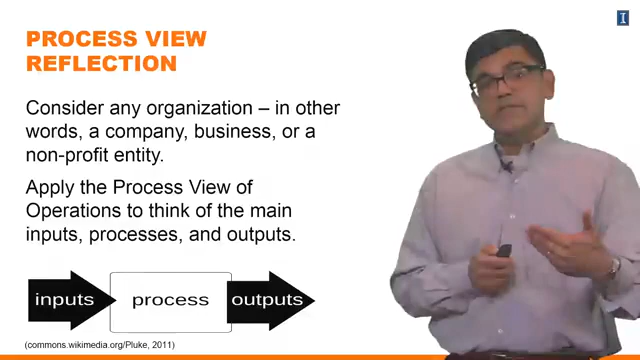 PROCESS VIEW
REFLECTION
Consider any organization – in other
words, a company, business, or a
non-profit entity.
Apply the Process View of
Operations to think of the main
inputs, processes, and outputs.
inputs process outputs
(commons.wikimedia.org/Pluke, 2011)
I